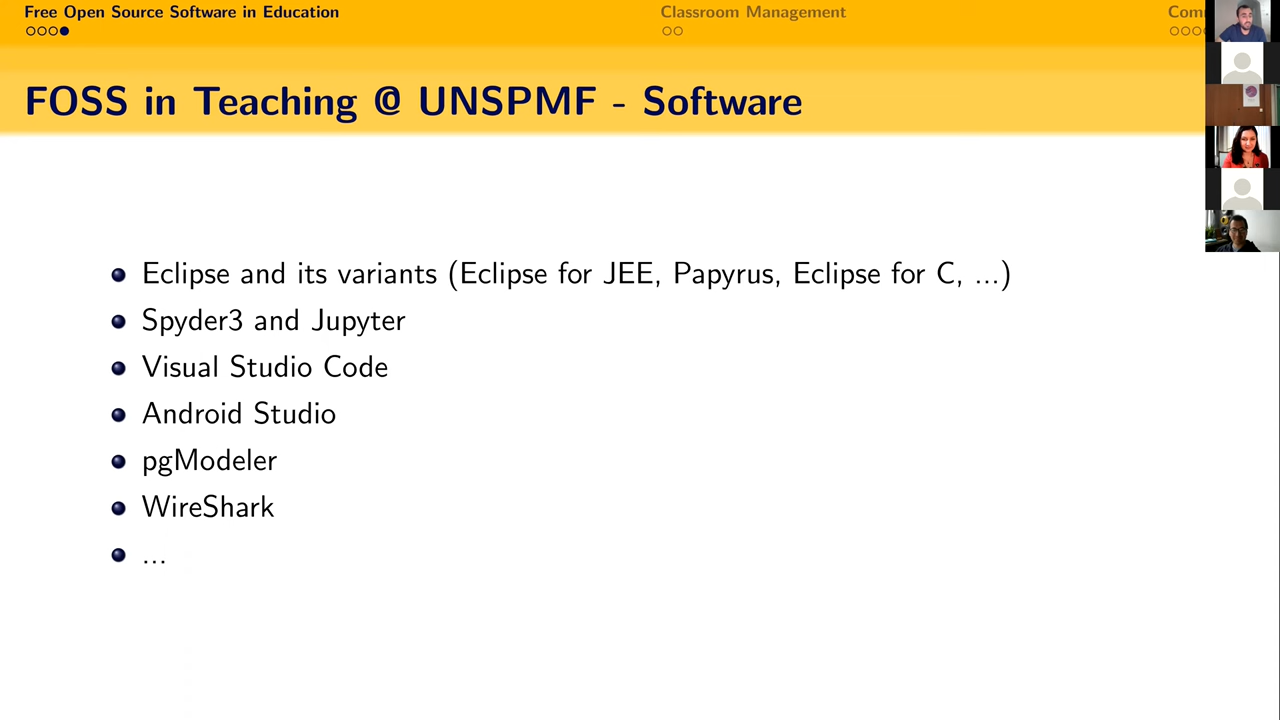 Free Open Source Software in Education
Classroom Management
FOSS in Teaching @ UNSPMF - Software
Eclipse and its variants (Eclipse for JEE, Papyrus, Eclipse for C, ...)
Spyder3 and Jupyter
Visual Studio Code
Android Studio
pgModeler
WireShark
...